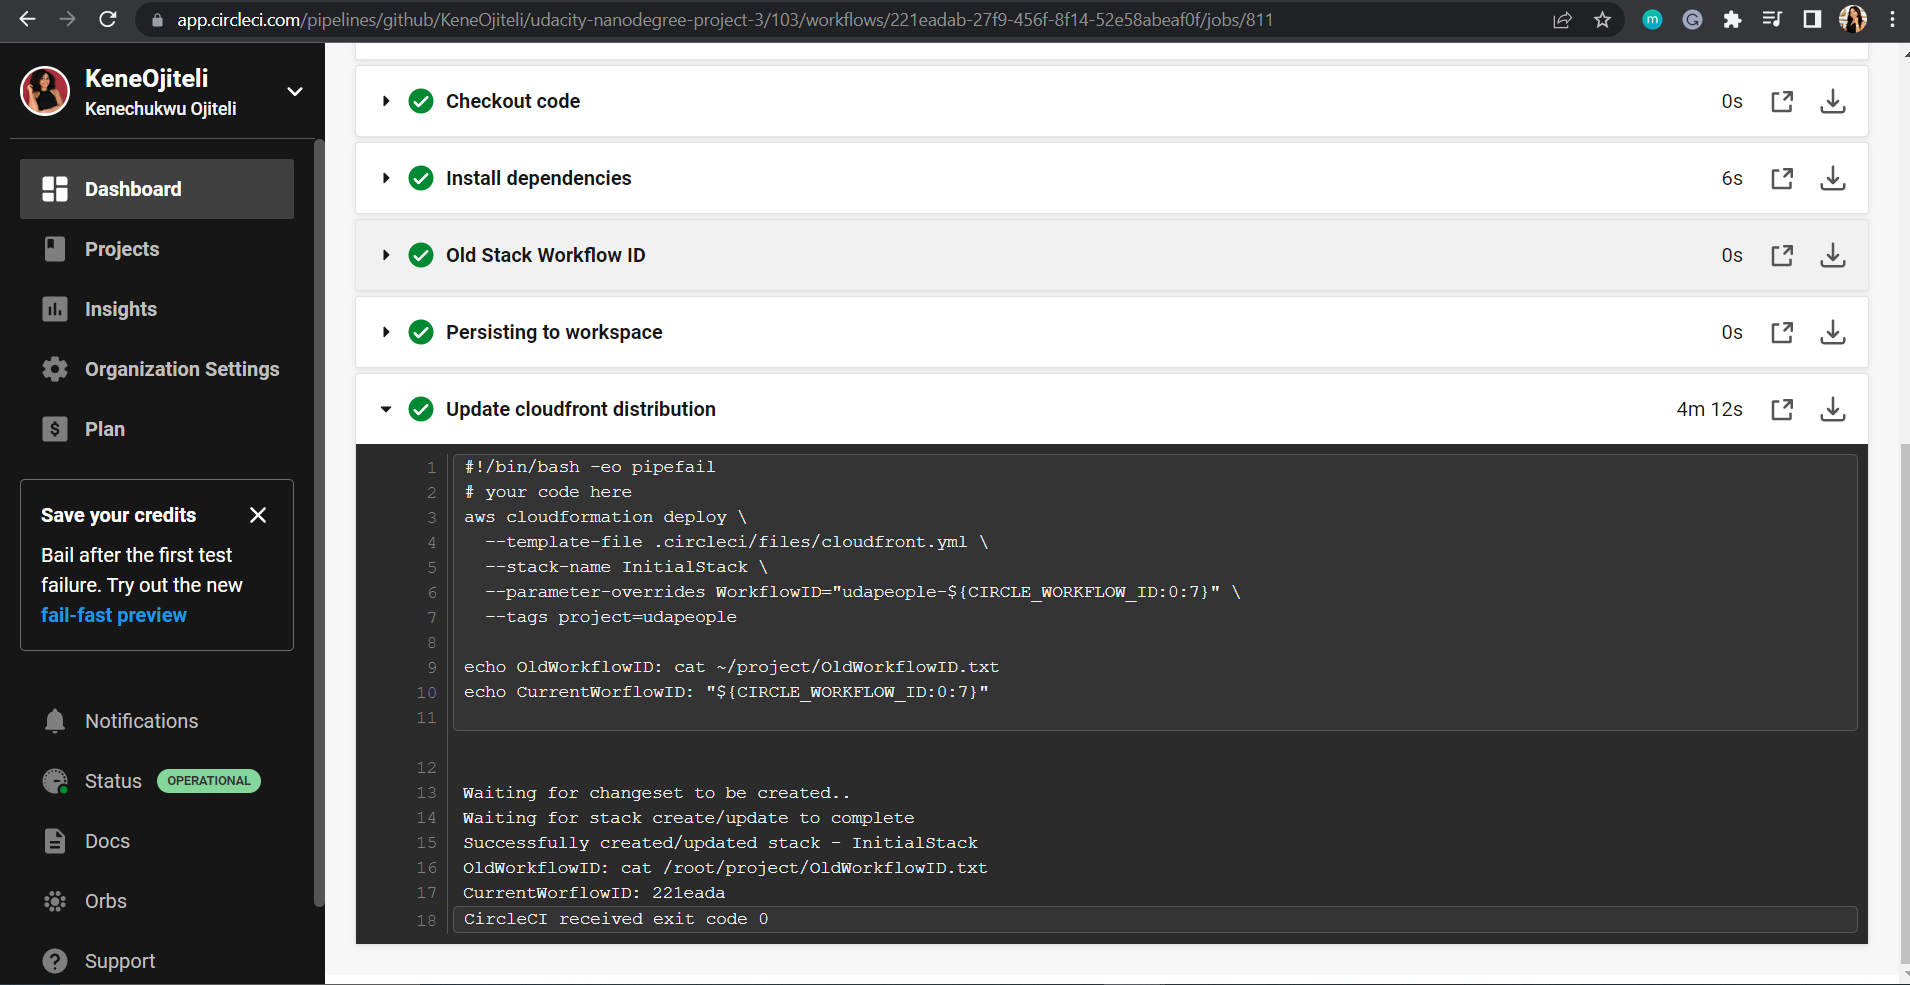 app.circleci.com/pipelines/github/KeneOjiteli/udacity-nanodegree-project-3/103/workflows/221eadab-27f9-456f-8f14-52e58abeaf0f/jobs/811
m
G
KeneOjiteli
Kenechukwu Ojiteli
Dashboard
Projects
Insights
Organization Settings
$
Plan
Save your credits
Bail after the first test
failure. Try out the new
fail-fast preview
Notifications
Status
OPERATIONAL
Docs
Orbs
?
Support
Checkout code
0s
Install dependencies
6s
Old Stack Workflow ID
0s
Persisting to workspace
0s
Update cloudfront distribution
4m 12s
1 #!/bin/bash -eo pipefail
2 # your code here
3 aws cloudformation deploy \
4 --template-file .circleci/files/cloudfront.yml \
5 --stack-name InitialStack \
6 --parameter-overrides WorkflowID="udapeople-${CIRCLE_WORKFLOW_ID:0:7}" \
7 --tags project=udapeople
8
9 echo OldWorkflowID: cat ~/project/OldWorkflowID.txt
10 echo CurrentWorflowID: "${CIRCLE_WORKFLOW_ID:0:7}"
11
12
13 Waiting for changeset to be created..
14 Waiting for stack create/update to complete
15 Successfully created/updated stack - InitialStack
16 OldWorkflowID: cat /root/project/OldWorkflowID.txt
17 CurrentWorflowID: 221eada
18 CircleCI received exit code 0